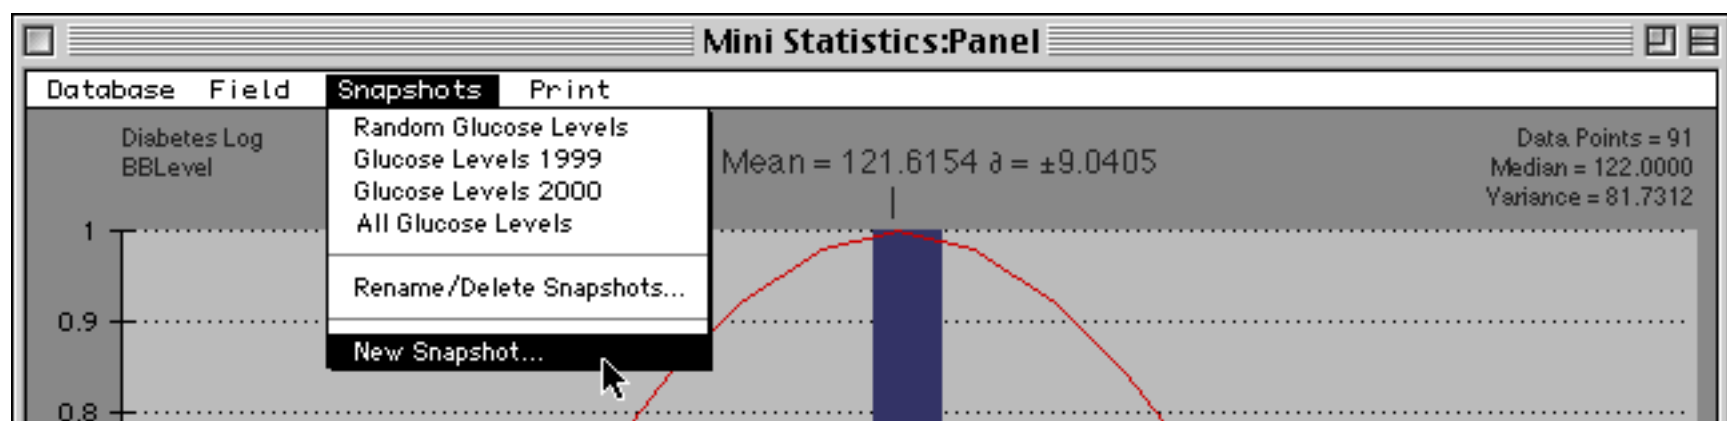 Mini Statistics:Panel
Database Field Snapshots Print
Random Glucose Levels
Glucose Levels 1999
Glucose Levels 2000
All Glucose Levels
Rename/Delete Snapshots...
New Snapshot...
Diabetes Log
BBLevel
Mean = 121.6154 ∂ = ±9.0405
Data Points = 91
Median = 122.0000
Variance = 81.7312
1
0.9
0.8